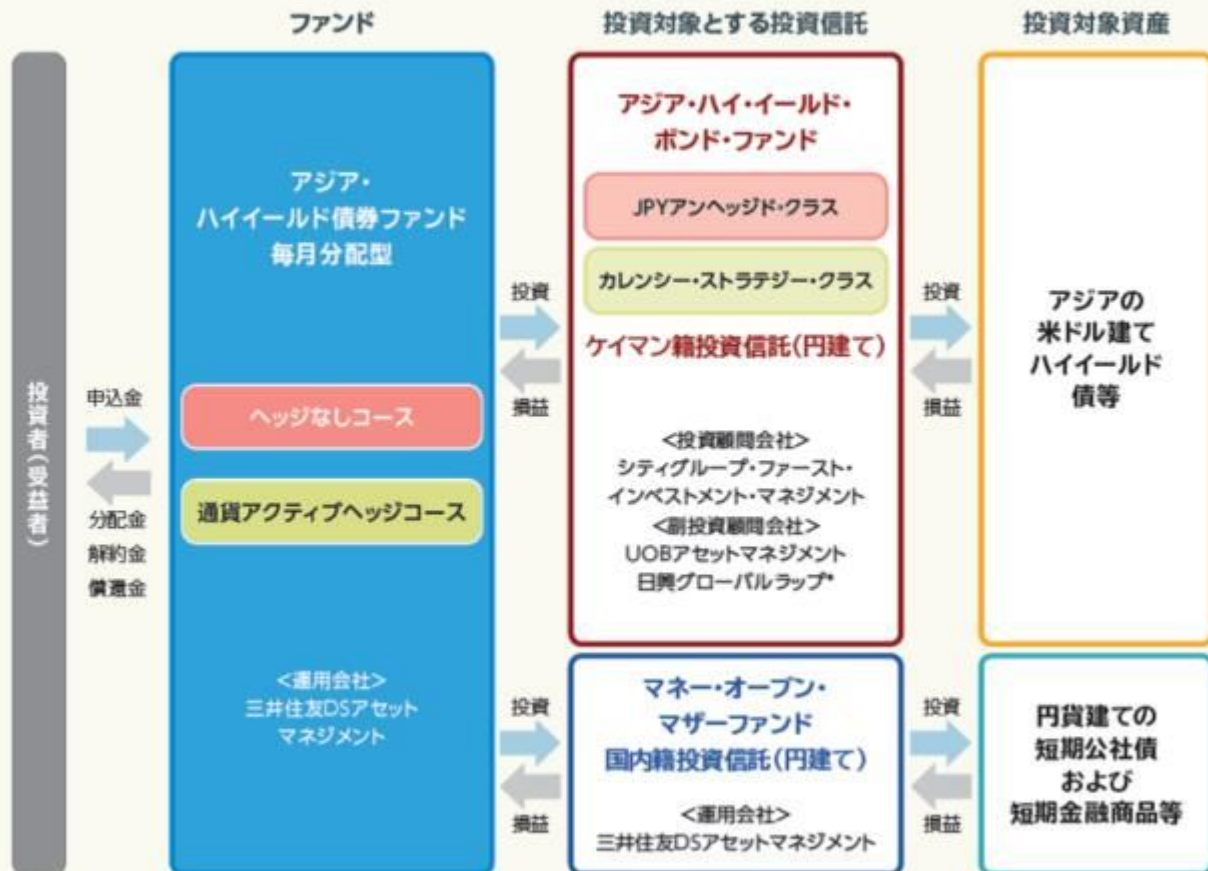 ファンド
投資対象とする投資信託
投資対象資産
投資者(受益者)
申込金
分配金
解約金
償還金
アジア・
ハイイールド債券ファンド
毎月分配型
ヘッジなしコース
通貨アクティブヘッジコース
<運用会社>
三井住友DSアセット
マネジメント
投資
損益
投資
損益
アジア・ハイ・イールド・
ボンド・ファンド
JPYアンヘッジド・クラス
カレンシー・ストラテジー・クラス
ケイマン籍投資信託(円建て)
<投資顧問会社>
シティグループ・ファースト・
インベストメント・マネジメント
<副投資顧問会社>
UOBアセットマネジメント
日興グローバルラップ*
マネー・オープン・
マザーファンド
国内籍投資信託(円建て)
<運用会社>
三井住友DSアセットマネジメント
投資
損益
投資
損益
アジアの
米ドル建て
ハイイールド
債等
円貨建ての
短期公社債
および
短期金融商品等